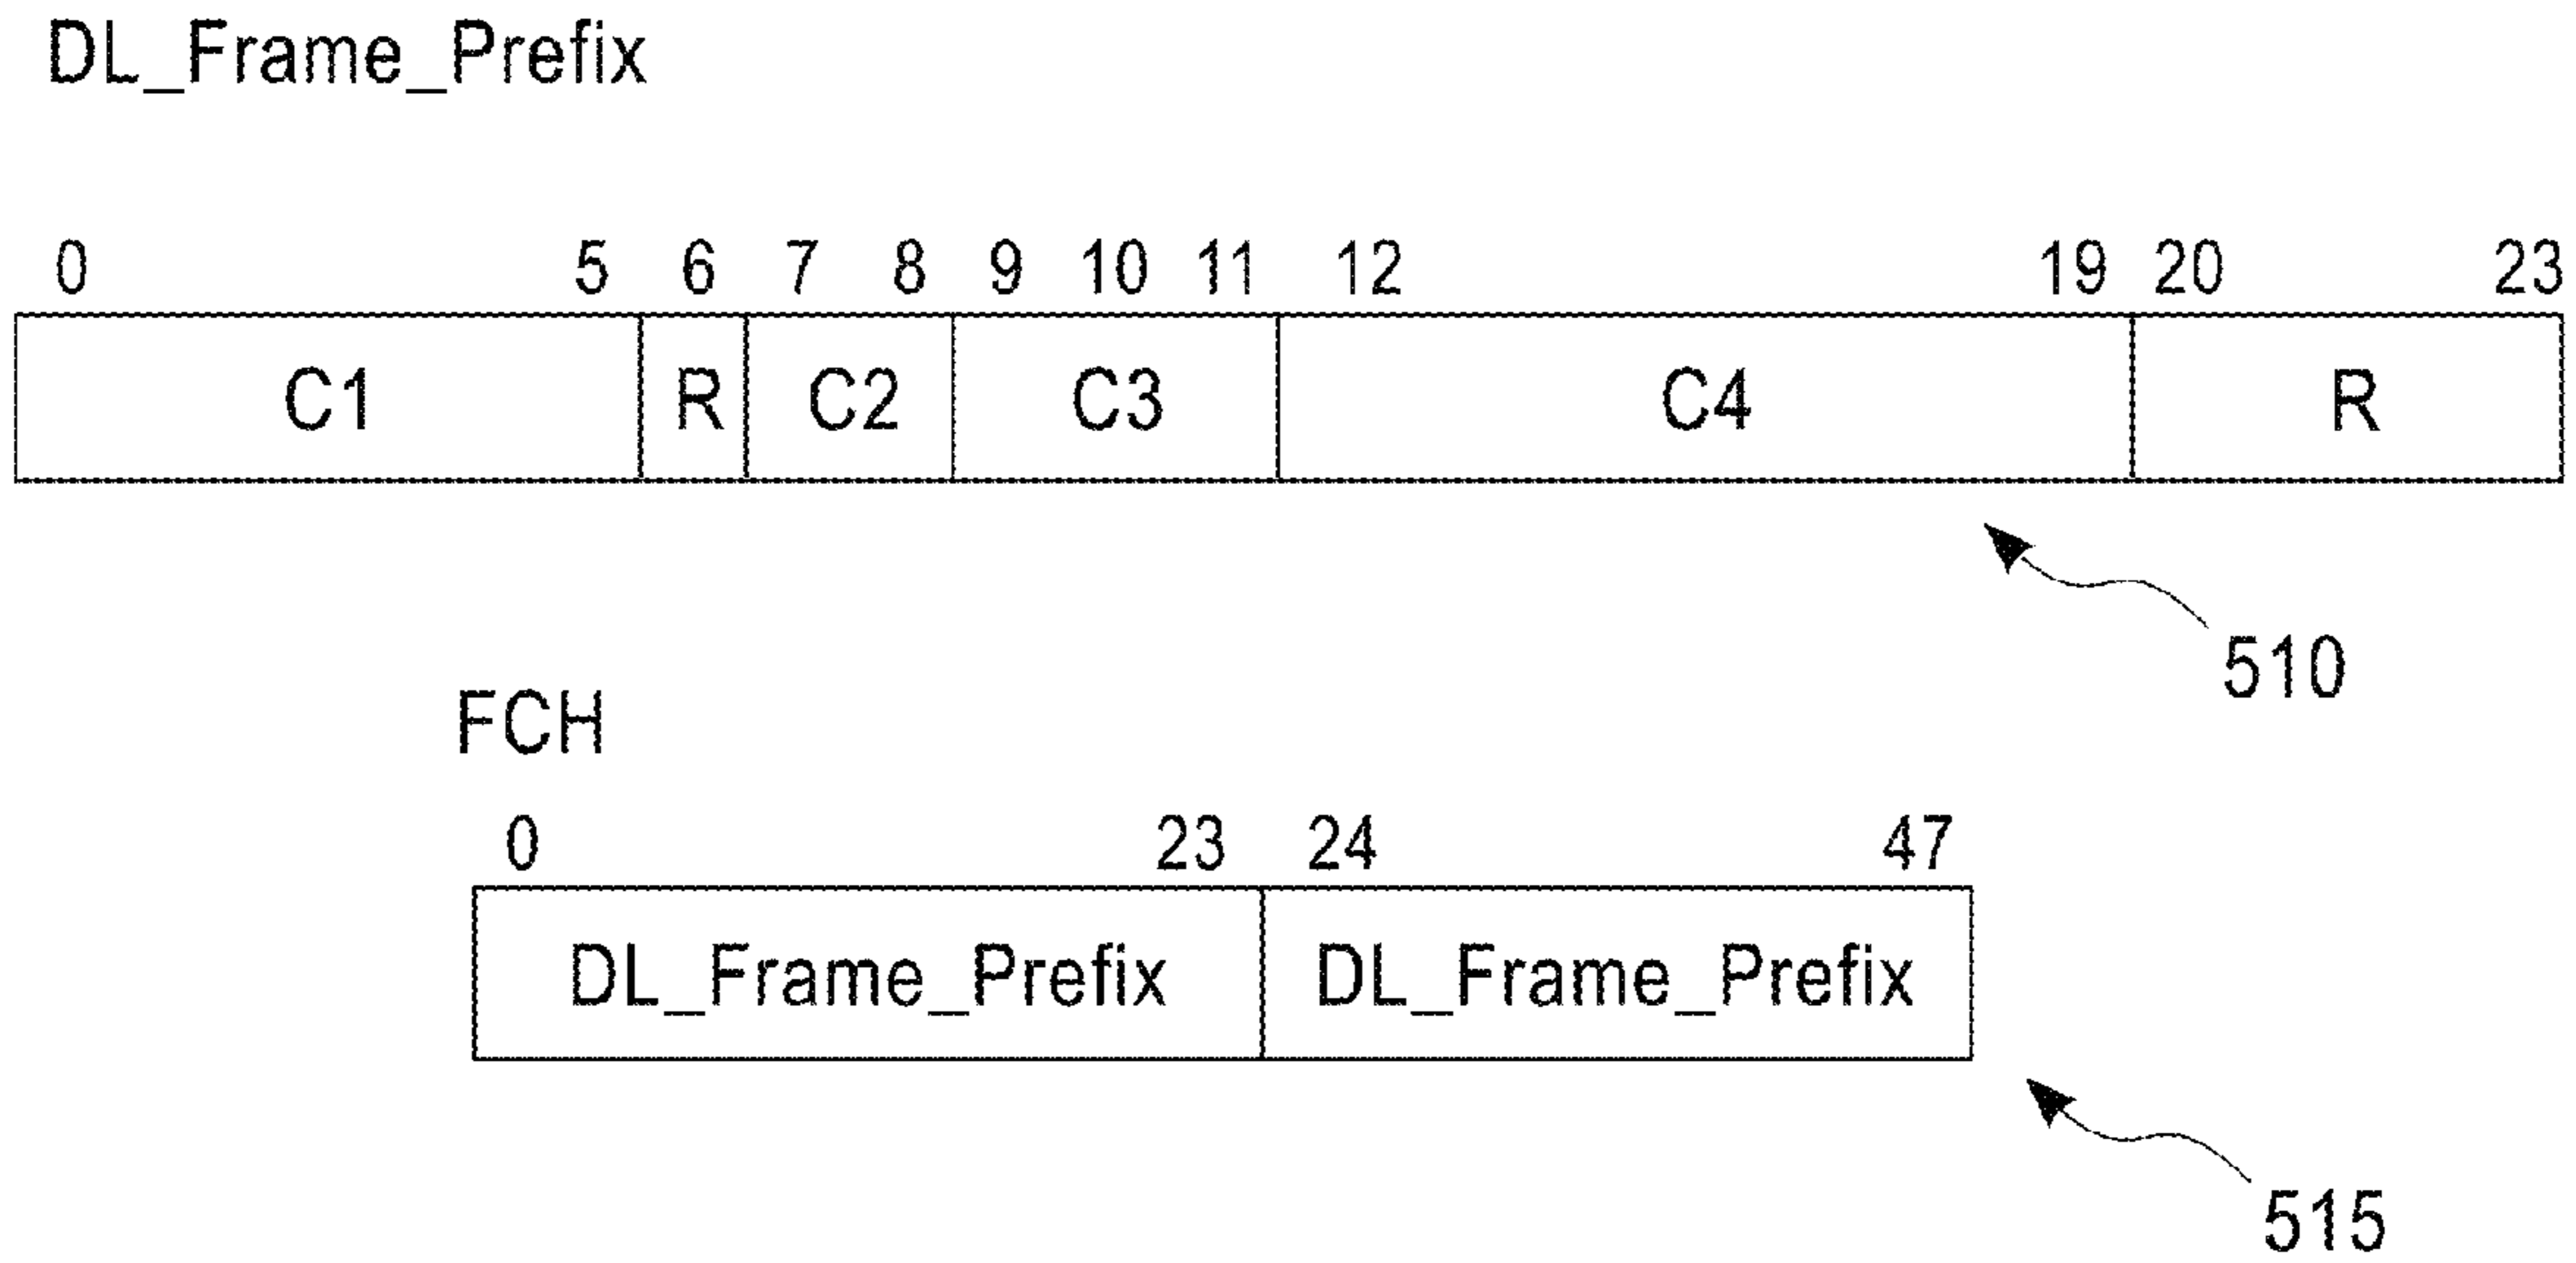 DL_Frame_Prefix
0 5 6 7 8 9 10 11 12 19 20 23
C1 R C2 C3 C4 R
510
FCH
0 23 24 47
DL_Frame_Prefix DL_Frame_Prefix
515